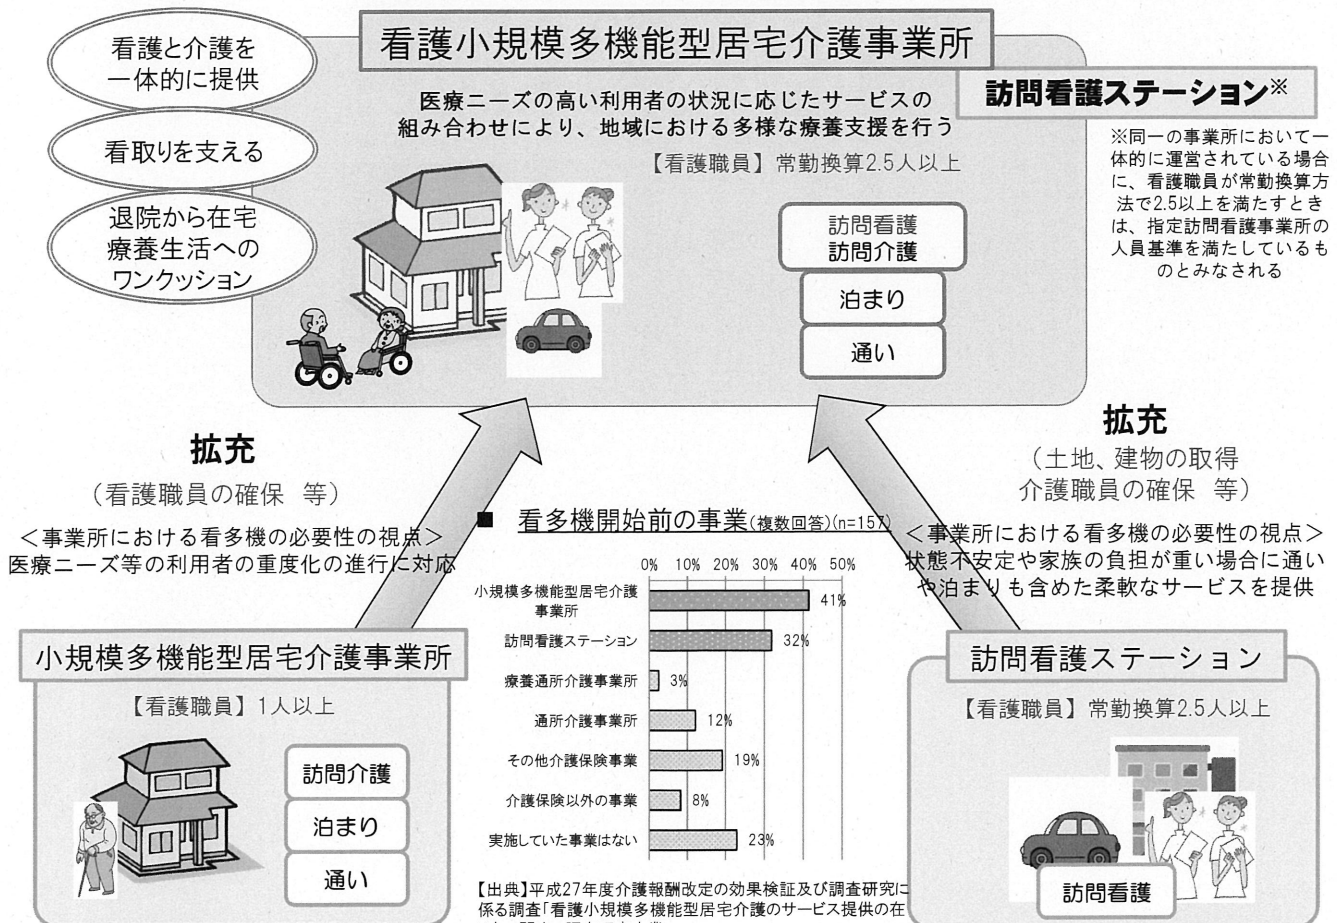 看護小規模多機能型居宅介護事業所
看護と介護を
一体的に提供
看取りを支える
退院から在宅
療養生活への
ワンクッション
医療ニーズの高い利用者の状況に応じたサービスの
組み合わせにより、地域における多様な療養支援を行う
【看護職員】常勤換算2.5人以上
訪問看護
訪問介護
泊まり
通い
訪問看護ステーション※
※同一の事業所において一
体的に運営されている場合
に、看護職員が常勤換算方
法で2.5以上を満たすとき
は、指定訪問看護事業所の
人員基準を満たしているも
のとみなされる
拡充
（看護職員の確保 等）
＜事業所における看多機の必要性の視点＞
医療ニーズ等の利用者の重度化の進行に対応
拡充
（土地、建物の取得
介護職員の確保 等）
＜事業所における看多機の必要性の視点＞
状態不安定や家族の負担が重い場合に通い
や泊まりも含めた柔軟なサービスを提供
■ 看多機開始前の事業(複数回答)(n=157)
0% 10% 20% 30% 40% 50%
小規模多機能型居宅介護
事業所
41%
訪問看護ステーション 32%
療養通所介護事業所 3%
通所介護事業所 12%
その他介護保険事業 19%
介護保険以外の事業 8%
実施していた事業はない 23%
【出典】平成27年度介護報酬改定の効果検証及び調査研究に
係る調査「看護小規模多機能型居宅介護のサービス提供の在
小規模多機能型居宅介護事業所
【看護職員】1人以上
訪問介護
泊まり
通い
訪問看護ステーション
【看護職員】常勤換算2.5人以上
訪問看護